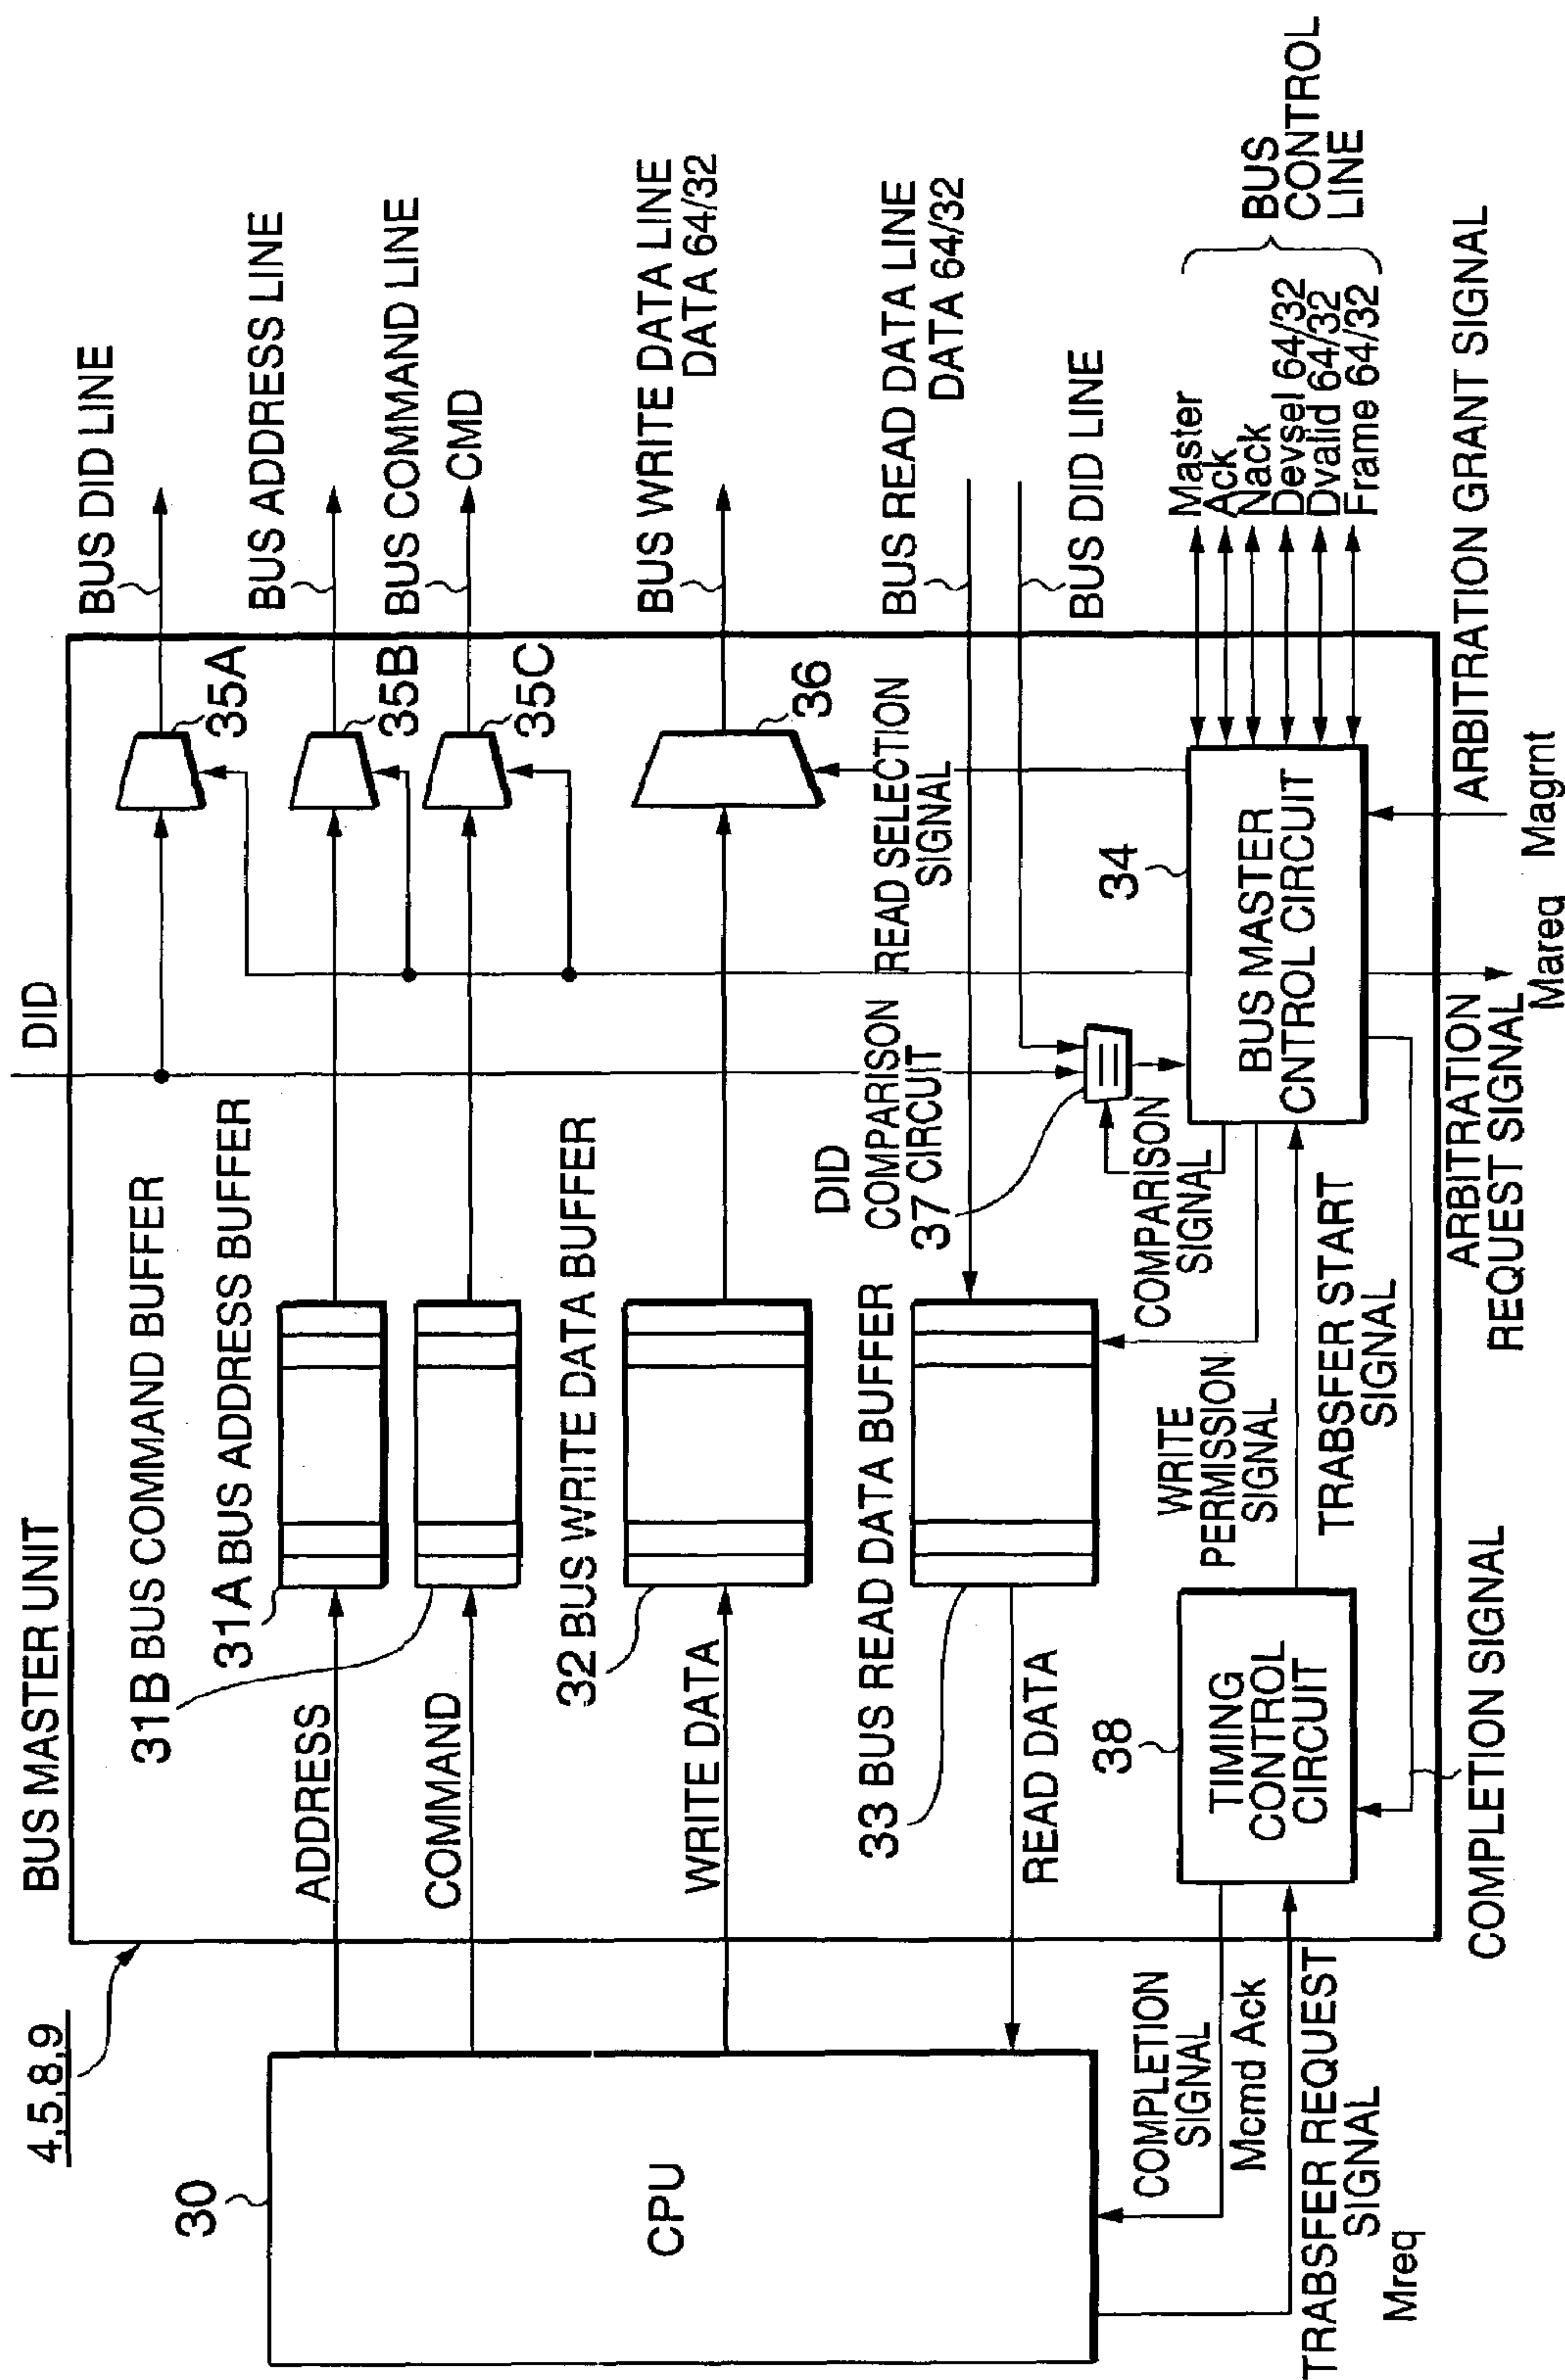 4,5,8,9
BUS MASTER UNIT
DID
BUS DID LINE
35A
BUS ADDRESS LINE
35B
BUS COMMAND LINE
CMD
35C
31B BUS COMMAND BUFFER
31A BUS ADDRESS BUFFER
30
CPU
ADDRESS
COMMAND
BUS WRITE DATA LINE
DATA 64/32
36
32 BUS WRITE DATA BUFFER
WRITE DATA
READ SELECTION
SIGNAL
BUS READ DATA LINE
DATA 64/32
BUS DID LINE
DID
COMPARISON
CIRCUIT
37
33 BUS READ DATA BUFFER
READ DATA
COMPARISON
SIGNAL
34
BUS MASTER
CNTROL CIRCUIT
Master
Ack
Nack
Devsel 64/32
Dvalid 64/32
Frame 64/32
BUS
CONTROL
LINE
WRITE
PERMISSION
SIGNAL
38
TIMING
CONTROL
CIRCUIT
TRABSFER START
SIGNAL
COMPLETION
SIGNAL
Mcmd Ack
TRABSFER REQUEST
SIGNAL
Mreq
COMPLETION SIGNAL
ARBITRATION
REQUEST SIGNAL
Mareq
ARBITRATION GRANT SIGNAL
Magrnt